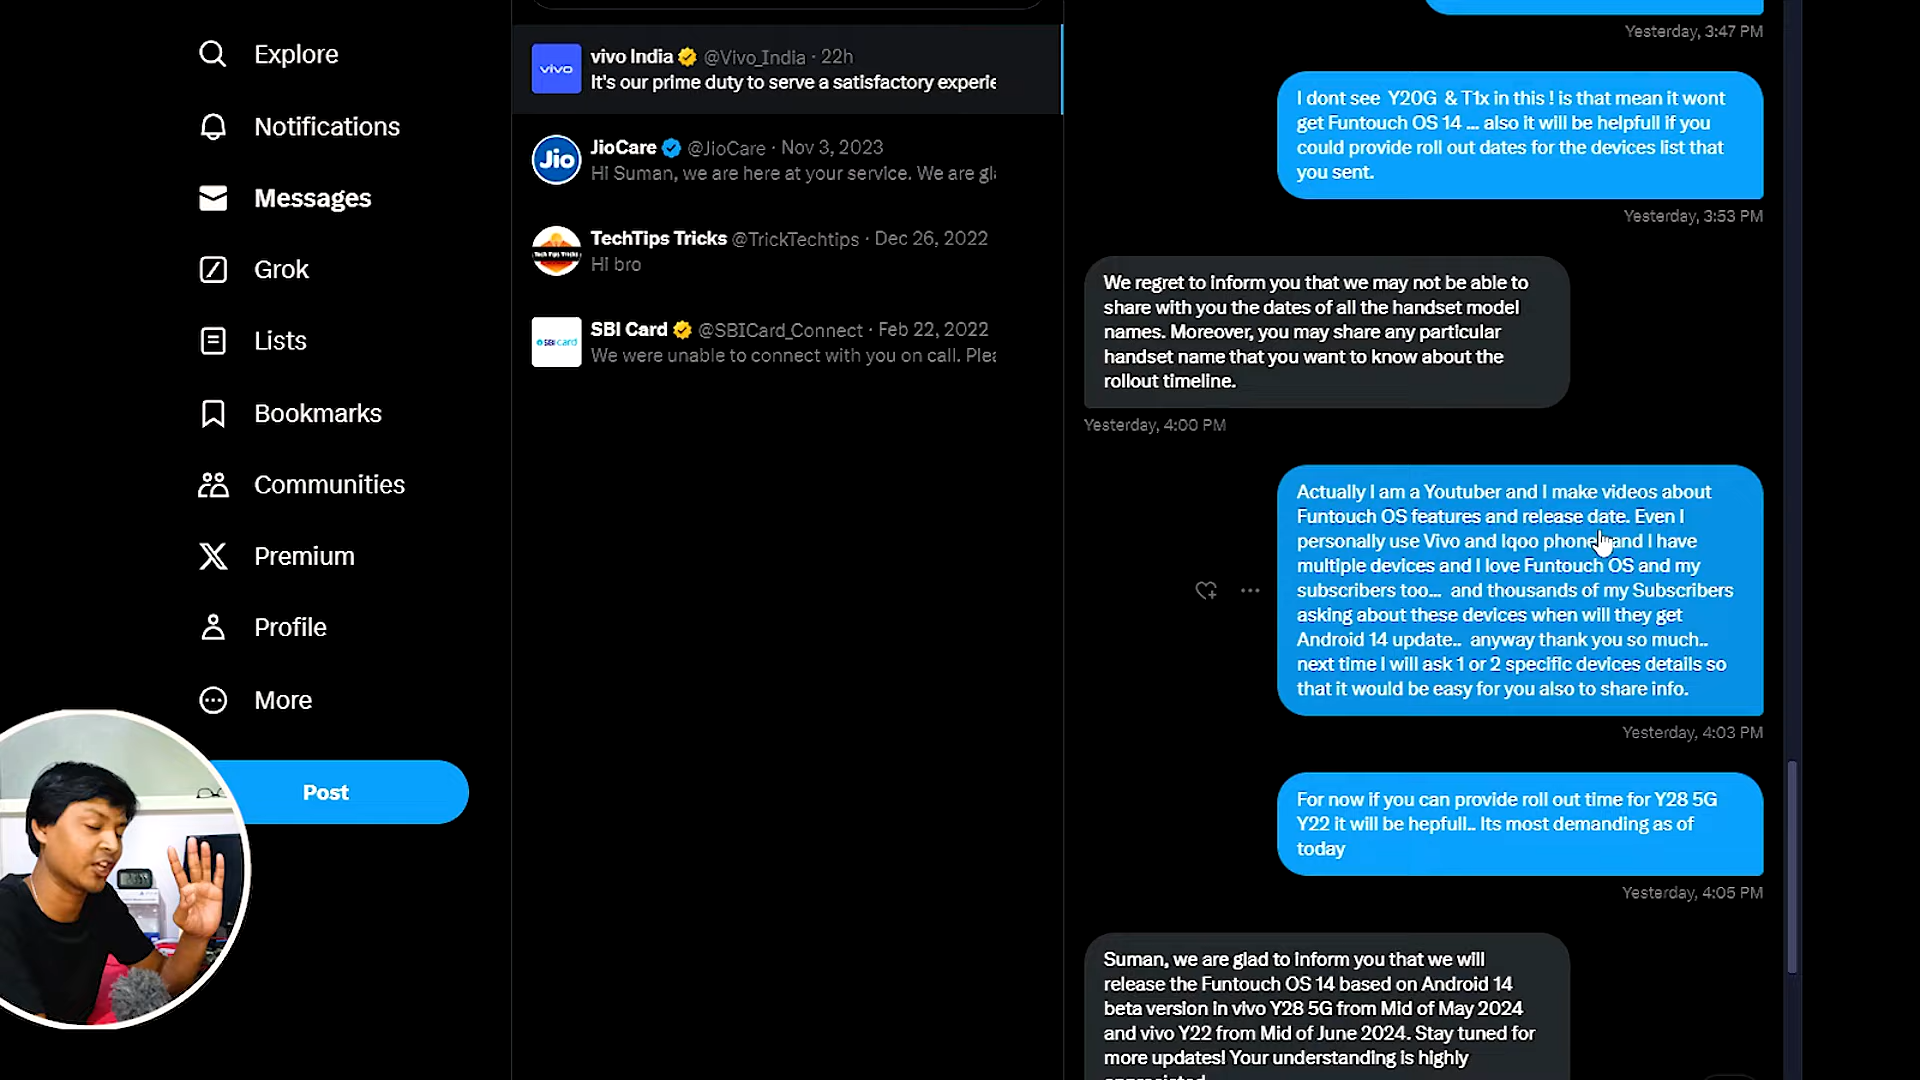 Explore
Notifications
Messages
Grok
Lists
Bookmarks
Communities
Premium
Profile
More
Post
vivo
vivo India @Vivo_India · 22h
It's our prime duty to serve a satisfactory experie
Jio
JioCare @JioCare · Nov 3, 2023
Hi Suman, we are here at your service. We are gla
Tech Tips Tricks
TechTips Tricks @TrickTechtips · Dec 26, 2022
Hi bro
SBI card
SBI Card @SBICard_Connect · Feb 22, 2022
We were unable to connect with you on call. Plea
Yesterday, 3:47 PM
I dont see Y20G & T1x in this ! is that mean it wont
get Funtouch OS 14 ... also it will be helpfull if you
could provide roll out dates for the devices list that
you sent.
Yesterday, 3:53 PM
We regret to inform you that we may not be able to
share with you the dates of all the handset model
names. Moreover, you may share any particular
handset name that you want to know about the
rollout timeline.
Yesterday, 4:00 PM
Actually I am a Youtuber and I make videos about
Funtouch OS features and release date. Even I
personally use Vivo and Iqoo phone and I have
multiple devices and I love Funtouch OS and my
subscribers too... and thousands of my Subscribers
asking about these devices when will they get
Android 14 update.. anyway thank you so much..
next time I will ask 1 or 2 specific devices details so
that it would be easy for you also to share info.
Yesterday, 4:03 PM
For now if you can provide roll out time for Y28 5G
Y22 it will be hepfull.. Its most demanding as of
today
Yesterday, 4:05 PM
Suman, we are glad to inform you that we will
release the Funtouch OS 14 based on Android 14
beta version in vivo Y28 5G from Mid of May 2024
and vivo Y22 from Mid of June 2024. Stay tuned for
more updates! Your understanding is highly
appreciated.